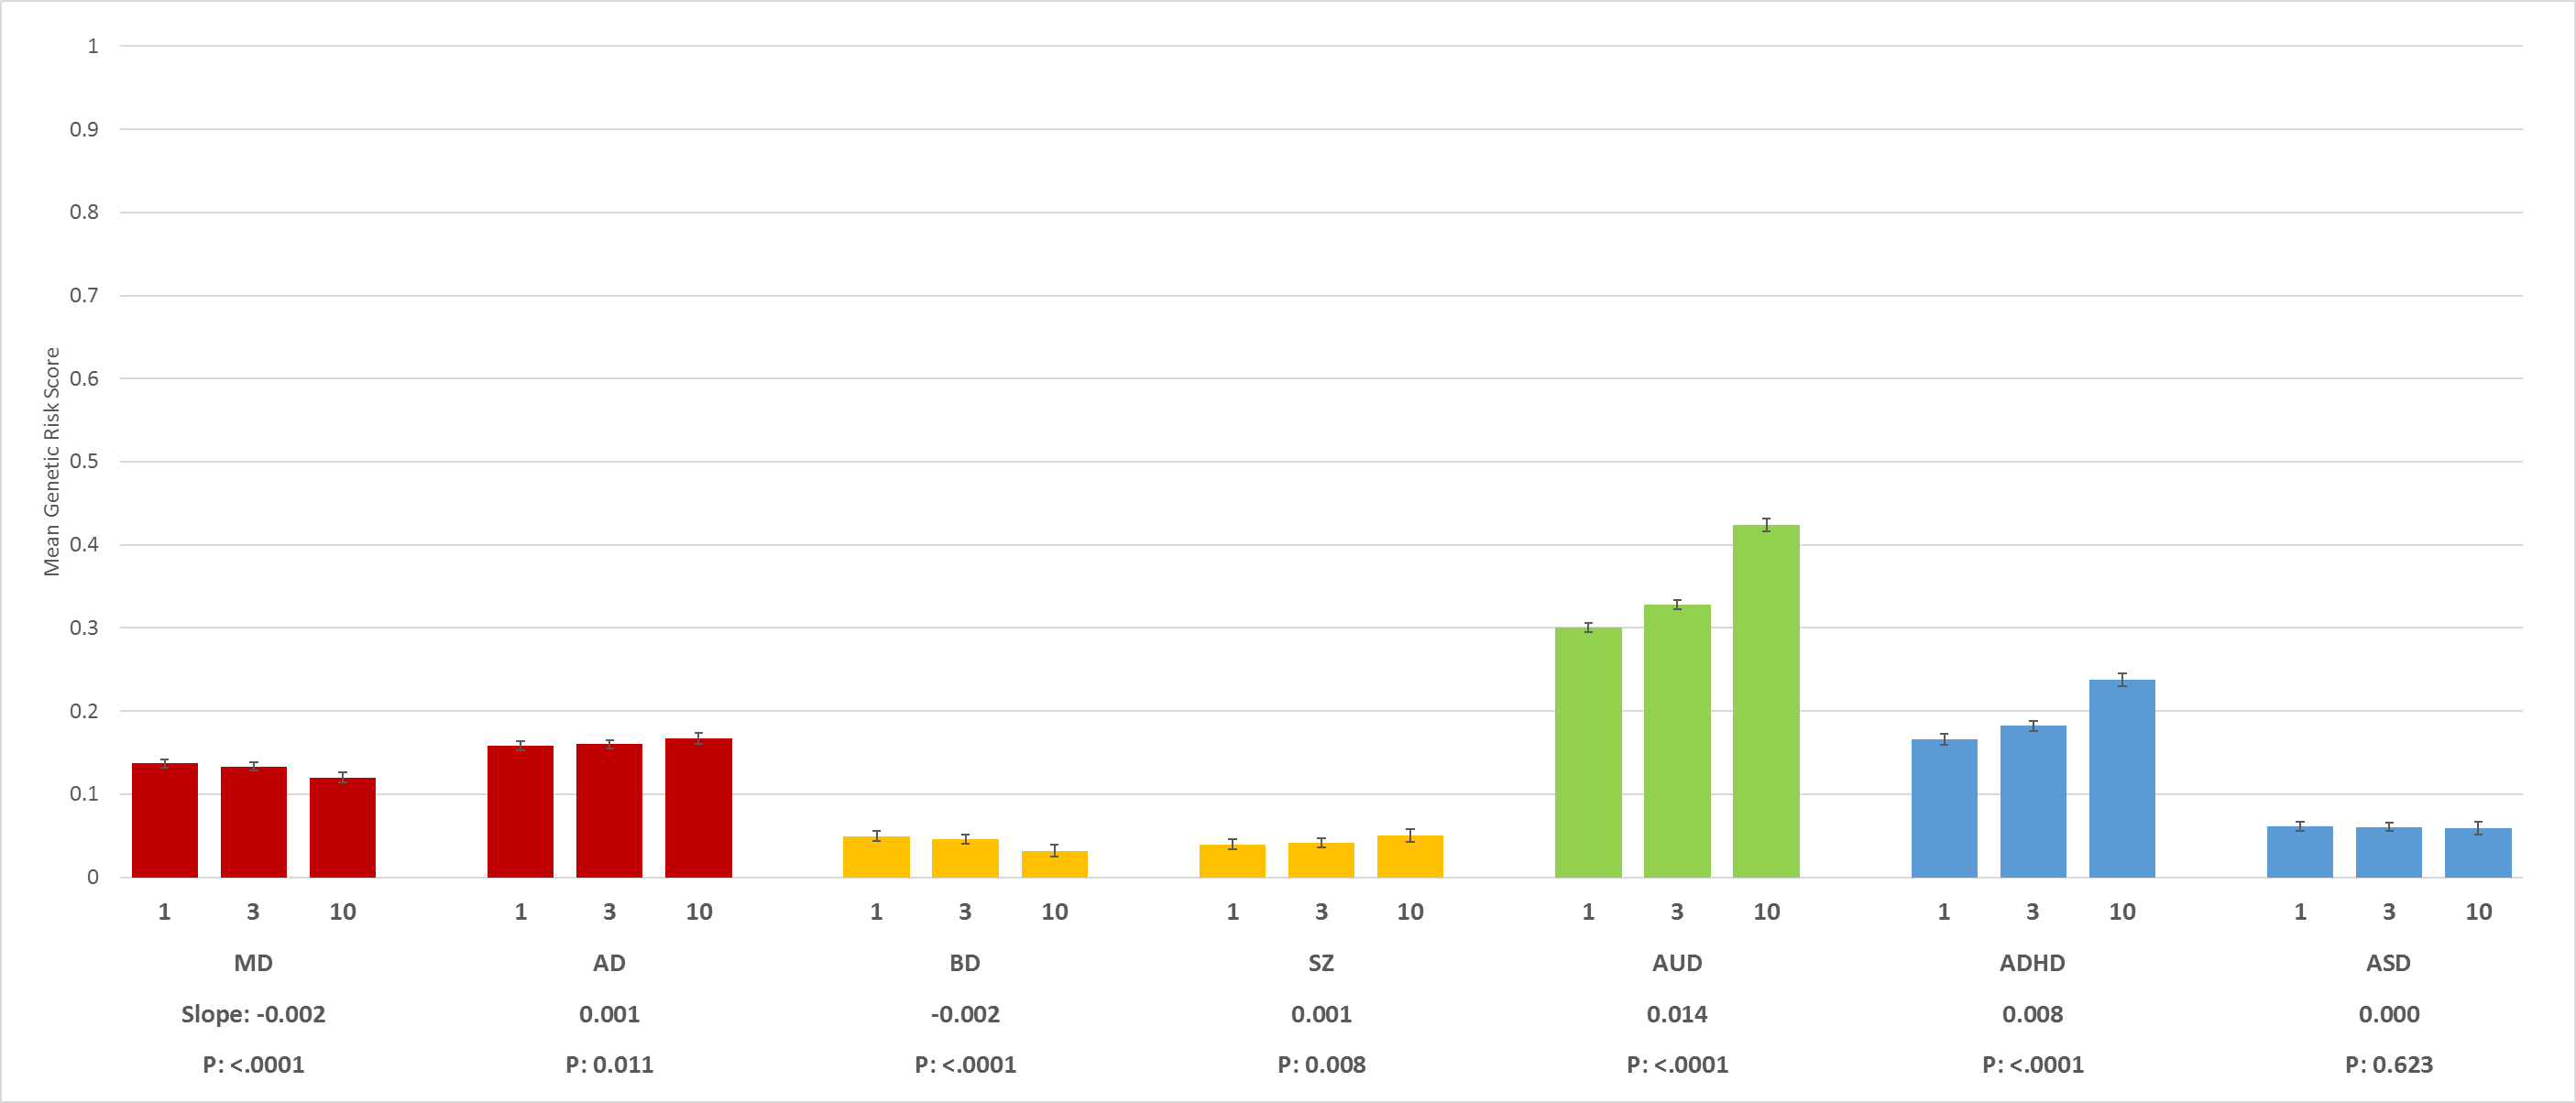 Mean Genetic Risk Score
1
0.9
0.8
0.7
0.6
0.5
0.4
0.3
0.2
0.1
0
1 3 10 1 3 10 1 3 10 1 3 10 1 3 10 1 3 10 1 3 10
MD AD BD SZ AUD ADHD ASD
Slope: -0.002 0.001 -0.002 0.001 0.014 0.008 0.000
P: <.0001 P: 0.011 P: <.0001 P: 0.008 P: <.0001 P: <.0001 P: 0.623